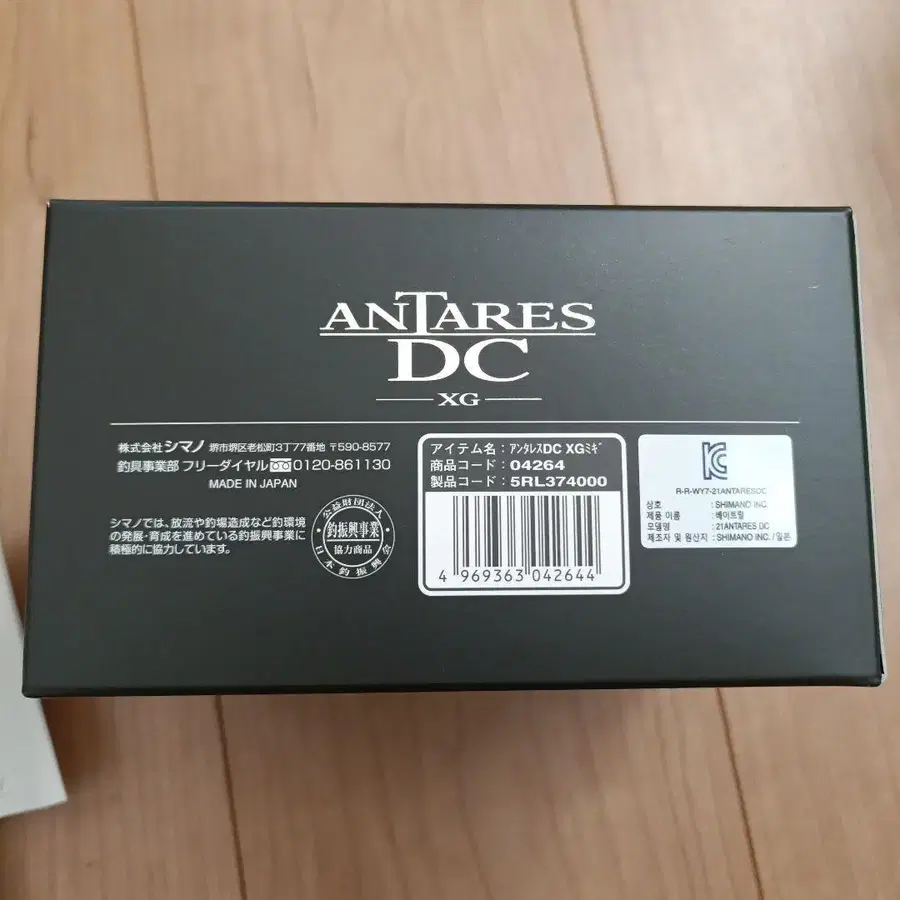 ANTARES
DC
XG
株式会社 シマノ 堺市堺区老松町3丁77番地 〒590-8577
釣具事業部 フリーダイヤル 0120-861130
MADE IN JAPAN
シマノでは、放流や釣場造成など釣環境
の発展・育成を進めている釣振興事業に
積極的に協力しています。
公益財団法人
釣振興事業
協力商品
日本釣振興会
アイテム名：ｱﾝﾀﾚｽDC XGﾐｷﾞ
商品コード：04264
製品コード：5RL374000
4 969363 042644
R-R-WY7-21ANTARESDC
상호 : SHIMANO INC.
제품 이름 : 베이트릴
모델명 : 21ANTARES DC
제조자 및 원산지 : SHIMANO INC. / 일본